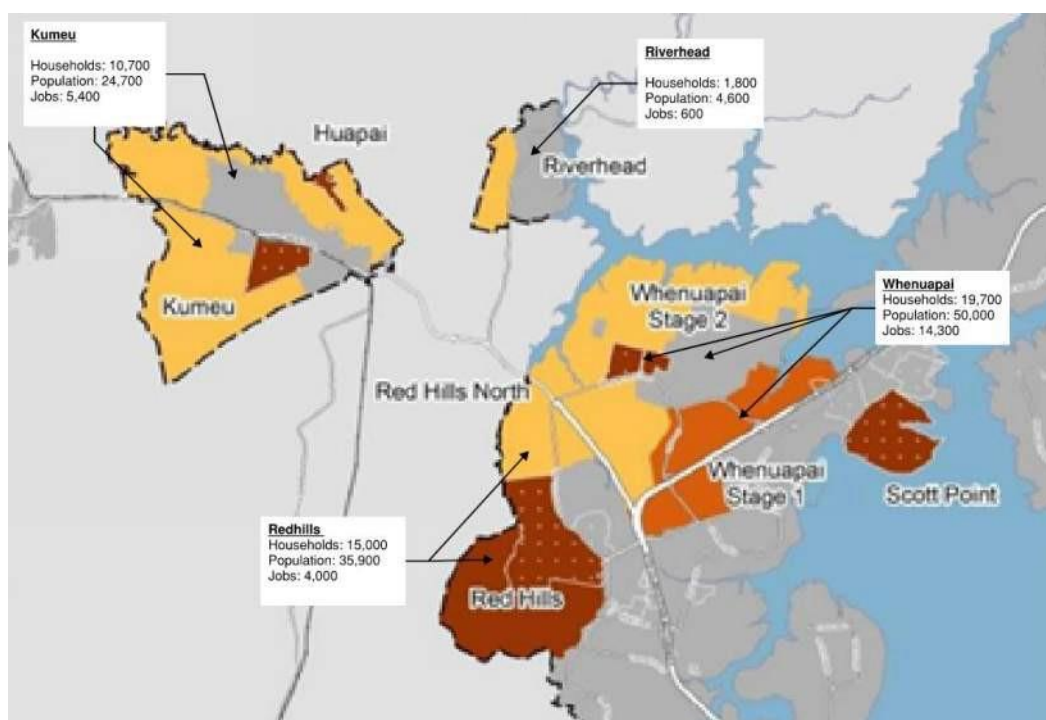 Kumeu
Households: 10,700
Population: 24,700
Jobs: 5,400
Riverhead
Households: 1,800
Population: 4,600
Jobs: 600
Huapai
Riverhead
Whenuapai
Households: 19,700
Population: 50,000
Jobs: 14,300
Whenuapai
Stage 2
Kumeu
Red Hills North
Whenuapai
Stage 1
Scott Point
Redhills
Households: 15,000
Population: 35,900
Jobs: 4,000
Red Hills